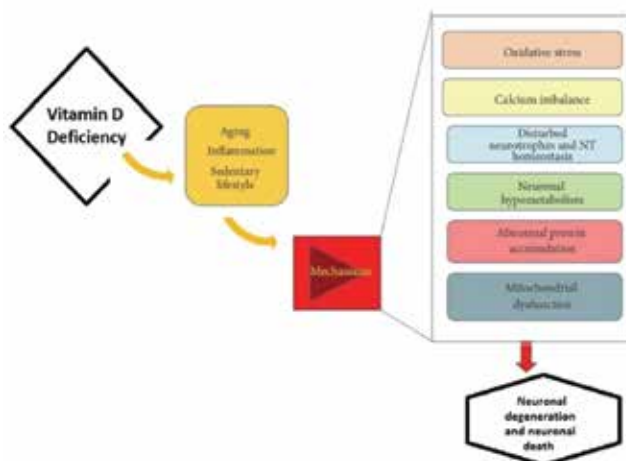 Vitamin D
Deficiency
Aging
Inflammation
Sedentary
lifestyle
Mechanisms
Oxidative stress
Calcium imbalance
Disturbed
neurotrophin and NT
homeostasis
Neuronal
hypometabolism
Abnormal protein
accumulation
Mitochondrial
dysfunction
Neuronal
degeneration
and neuronal
death